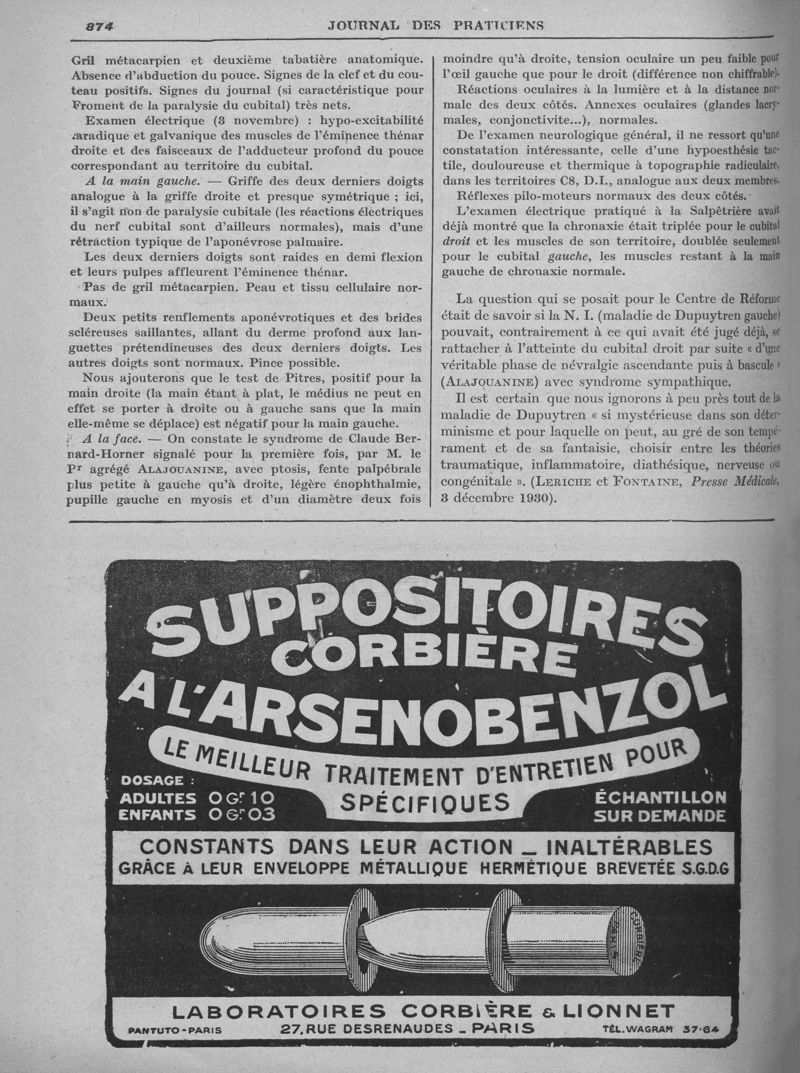 874
JOURNAL DES PRATICIENS
Gril métacarpien et deuxième tabatière anatomique.
Absence d'abduction du pouce. Signes de la clef et du cou-
teau positifs. Signes du journal (si caractéristique pour
Froment de la paralysie du cubital) très nets.
Examen électrique (3 novembre) : hypo-excitabilité
faradique et galvanique des muscles de l'éminence thénar
droite et des faisceaux de l'adducteur profond du pouce
correspondant au territoire du cubital.
A la main gauche. — Griffe des deux derniers doigts
analogue à la griffe droite et presque symétrique ; ici,
il s'agit non de paralysie cubitale (les réactions électriques
du nerf cubital sont d'ailleurs normales), mais d'une
rétraction typique de l'aponévrose palmaire.
Les deux derniers doigts sont raides en demi flexion
et leurs pulpes affleurent l'éminence thénar.
Pas de gril métacarpien. Peau et tissu cellulaire nor-
maux.
Deux petits renflements aponévrotiques et des brides
scléreuses saillantes, allant du derme profond aux lan-
guettes prétendineuses des deux derniers doigts. Les
autres doigts sont normaux. Pince possible.
Nous ajouterons que le test de Pitres, positif pour la
main droite (la main étant à plat, le médius ne peut en
effet se porter à droite ou à gauche sans que la main
elle-même se déplace) est négatif pour la main gauche.
A la face. — On constate le syndrome de Claude Ber-
nard-Horner signalé pour la première fois, par M. le
Pr agrégé ALAJOUANINE, avec ptosis, fente palpébrale
plus petite à gauche qu'à droite, légère énophthalmie,
pupille gauche en myosis et d'un diamètre deux fois
moindre qu'à droite, tension oculaire un peu faible pour
l'œil gauche que pour le droit (différence non chiffrable).
Réactions oculaires à la lumière et à la distance nor-
male des deux côtés. Annexes oculaires (glandes lacry-
males, conjonctivite...), normales.
De l'examen neurologique général, il ne ressort qu'une
constatation intéressante, celle d'une hypoesthésie tac-
tile, douloureuse et thermique à topographie radiculaire,
dans les territoires C8, D.I., analogue aux deux membres.
Réflexes pilo-moteurs normaux des deux côtés.
L'examen électrique pratiqué à la Salpêtrière avait
déjà montré que la chronaxie était triplée pour le cubital
droit et les muscles de son territoire, doublée seulement
pour le cubital gauche, les muscles restant à la main
gauche de chronaxie normale.
La question qui se posait pour le Centre de Réforme
était de savoir si la N. I. (maladie de Dupuytren gauche)
pouvait, contrairement à ce qui avait été jugé déjà, se
rattacher à l'atteinte du cubital droit par suite « d'une
véritable phase de névralgie ascendante puis à bascule »
(ALAJOUANINE) avec syndrome sympathique.
Il est certain que nous ignorons à peu près tout de la
maladie de Dupuytren « si mystérieuse dans son déter-
minisme et pour laquelle on peut, au gré de son tempé-
rament et de sa fantaisie, choisir entre les théories
traumatique, inflammatoire, diathésique, nerveuse ou
congénitale ». (LERICHE et FONTAINE, Presse Médicale,
3 décembre 1930).
SUPPOSITOIRES
CORBIÈRE
A L'ARSENOBENZOL
LE MEILLEUR TRAITEMENT D'ENTRETIEN POUR
SPÉCIFIQUES
DOSAGE :
ADULTES 0 Gr 10
ENFANTS 0 Gr 03
ÉCHANTILLON
SUR DEMANDE
CONSTANTS DANS LEUR ACTION _ INALTÉRABLES
GRÂCE A LEUR ENVELOPPE MÉTALLIQUE HERMÉTIQUE BREVETÉE S.G.D.G
CORBIÈRE
PARIS
LABORATOIRES CORBIÈRE & LIONNET
PANTUTO-PARIS
27, RUE DESRENAUDES _ PARIS
TÉL. WAGRAM 37-64